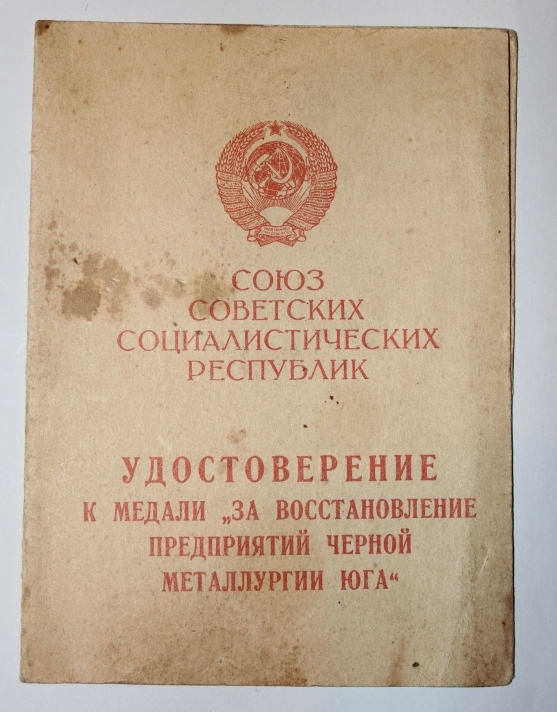 СОЮЗ
СОВЕТСКИХ
СОЦИАЛИСТИЧЕСКИХ
РЕСПУБЛИК
УДОСТОВЕРЕНИЕ
К МЕДАЛИ „ЗА ВОССТАНОВЛЕНИЕ
ПРЕДПРИЯТИЙ ЧЕРНОЙ
МЕТАЛЛУРГИИ ЮГА“